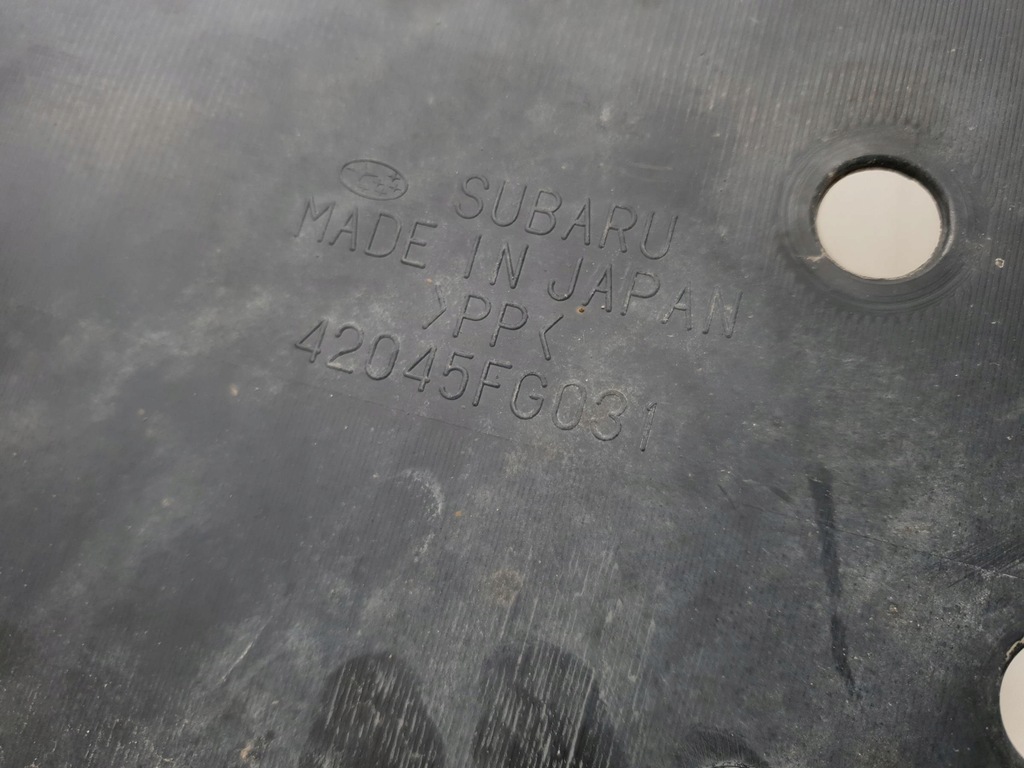 SUBARU
MADE IN JAPAN
>PP<
42045FG031